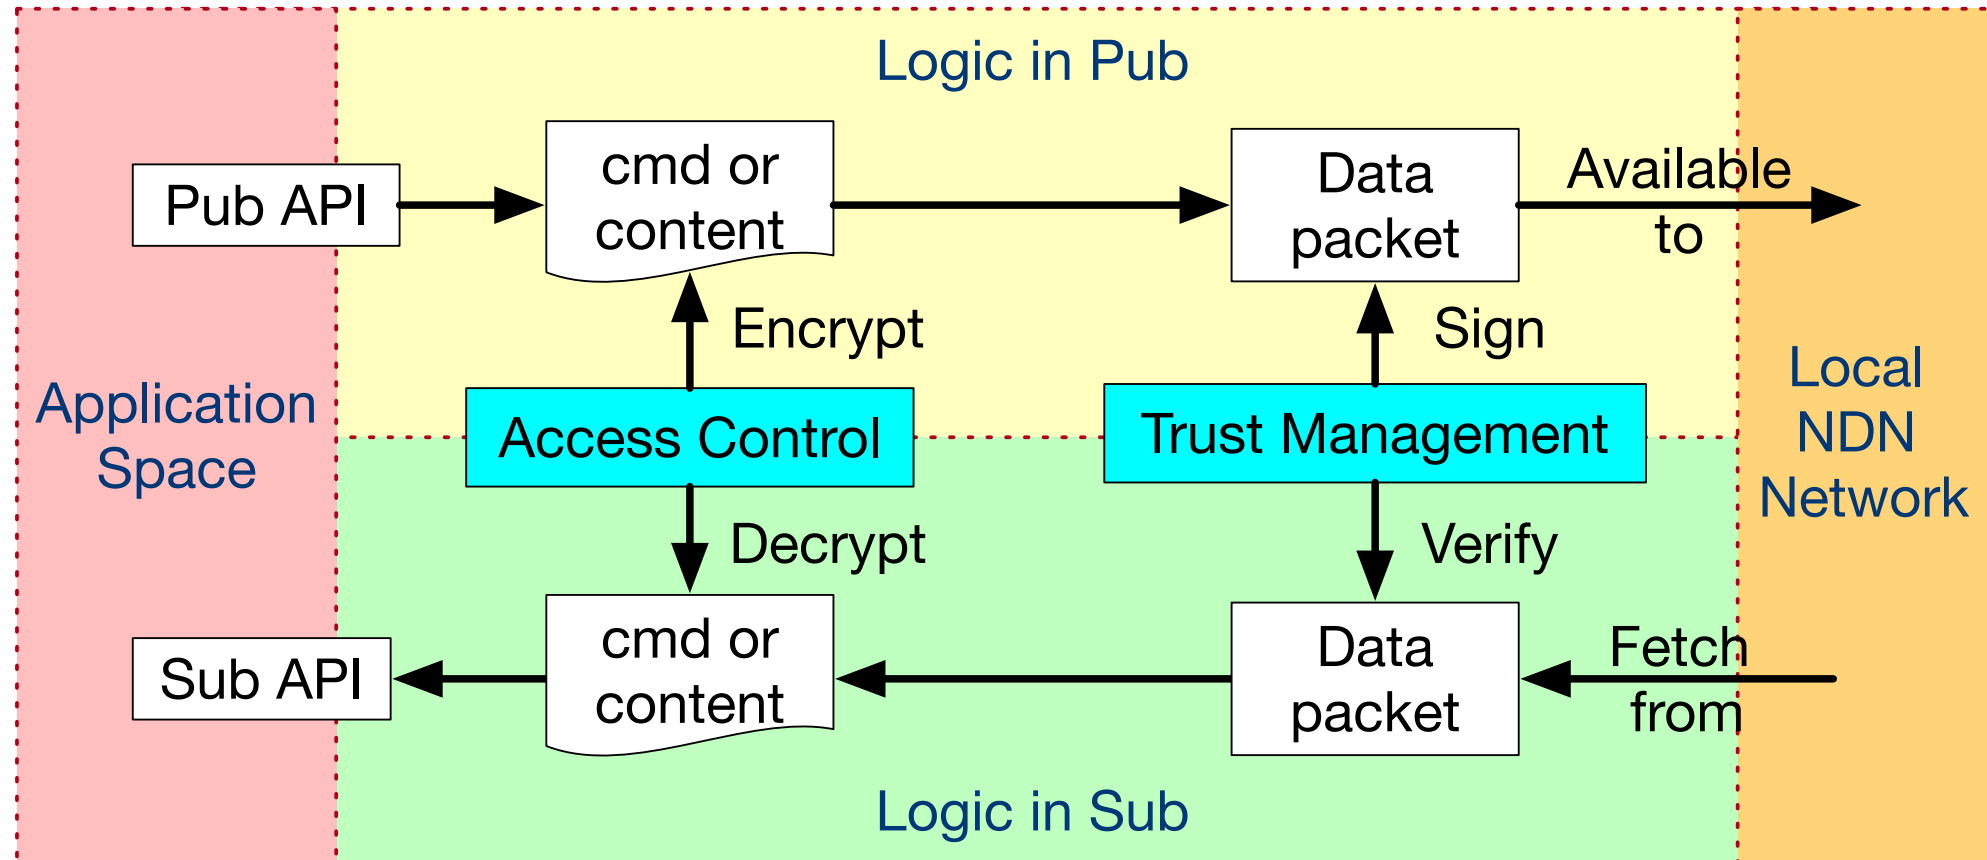 Logic in Pub
Pub API
cmd or
content
Data
packet
Available
to
Encrypt
Sign
Application
Space
Access Control
Trust Management
Local
NDN
Network
Decrypt
Verify
Sub API
cmd or
content
Data
packet
Fetch
from
Logic in Sub